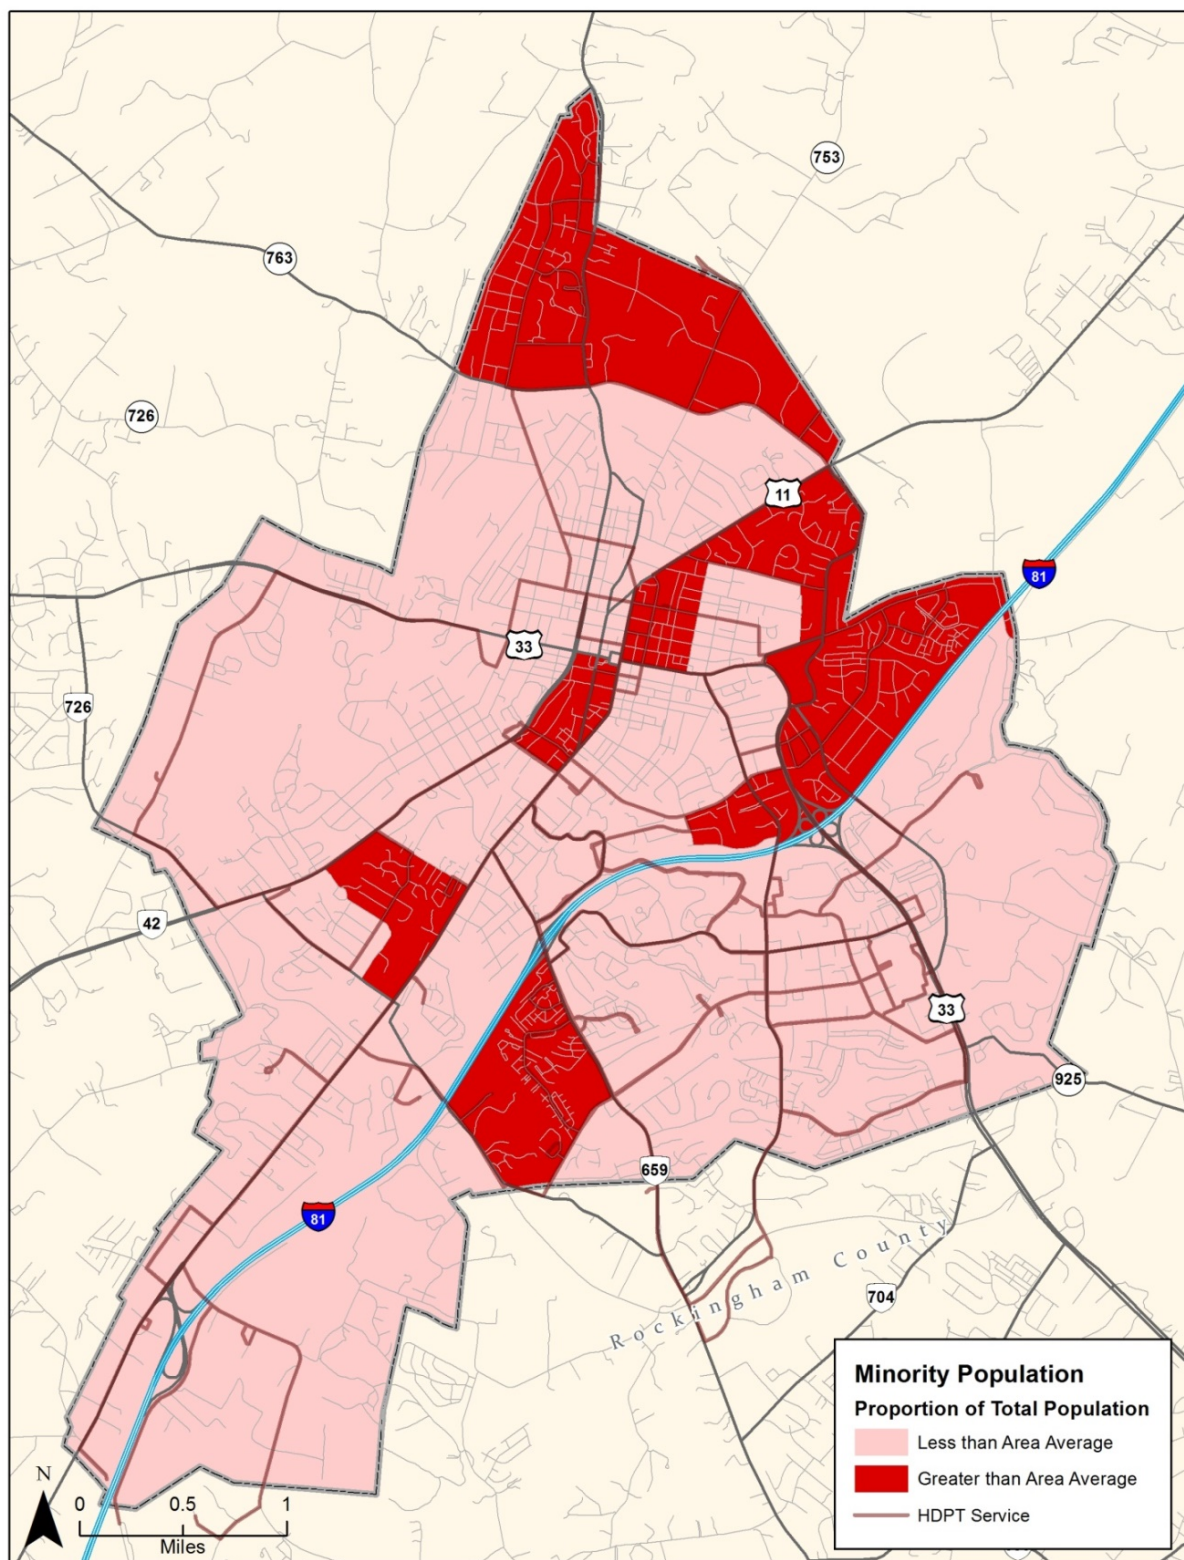 753
763
726
11
81
33
726
42
33
925
659
81
Rockingham County
704
Minority Population
Proportion of Total Population
Less than Area Average
Greater than Area Average
HDPT Service
N
0 0.5 1
Miles